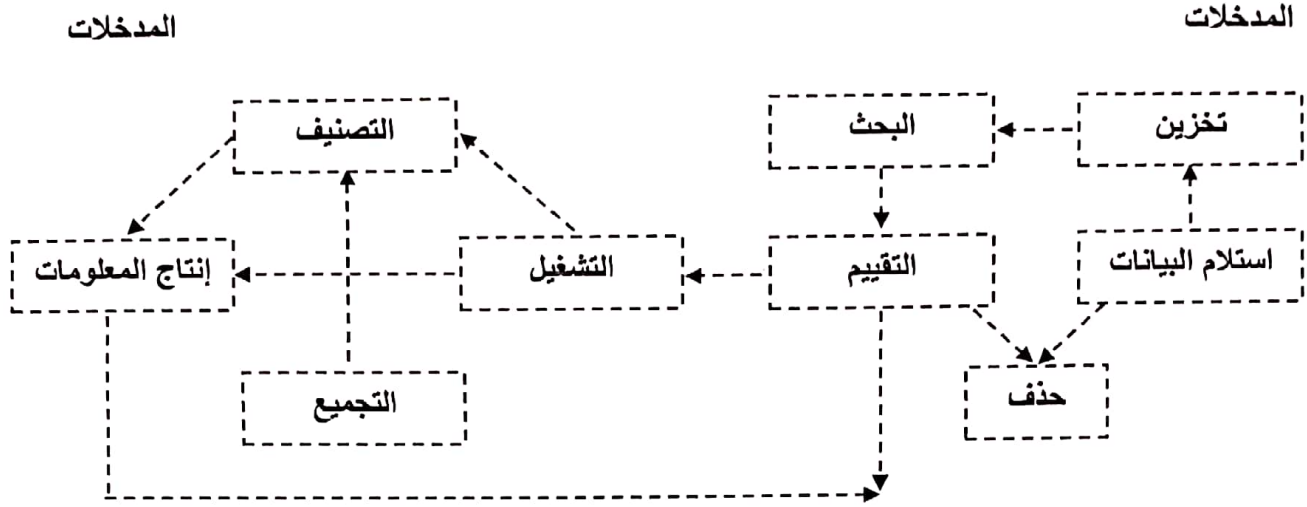 المدخلات
المدخلات
تخزين
البحث
التصنيف
استلام البيانات
التقييم
التشغيل
إنتاج المعلومات
حذف
التجميع